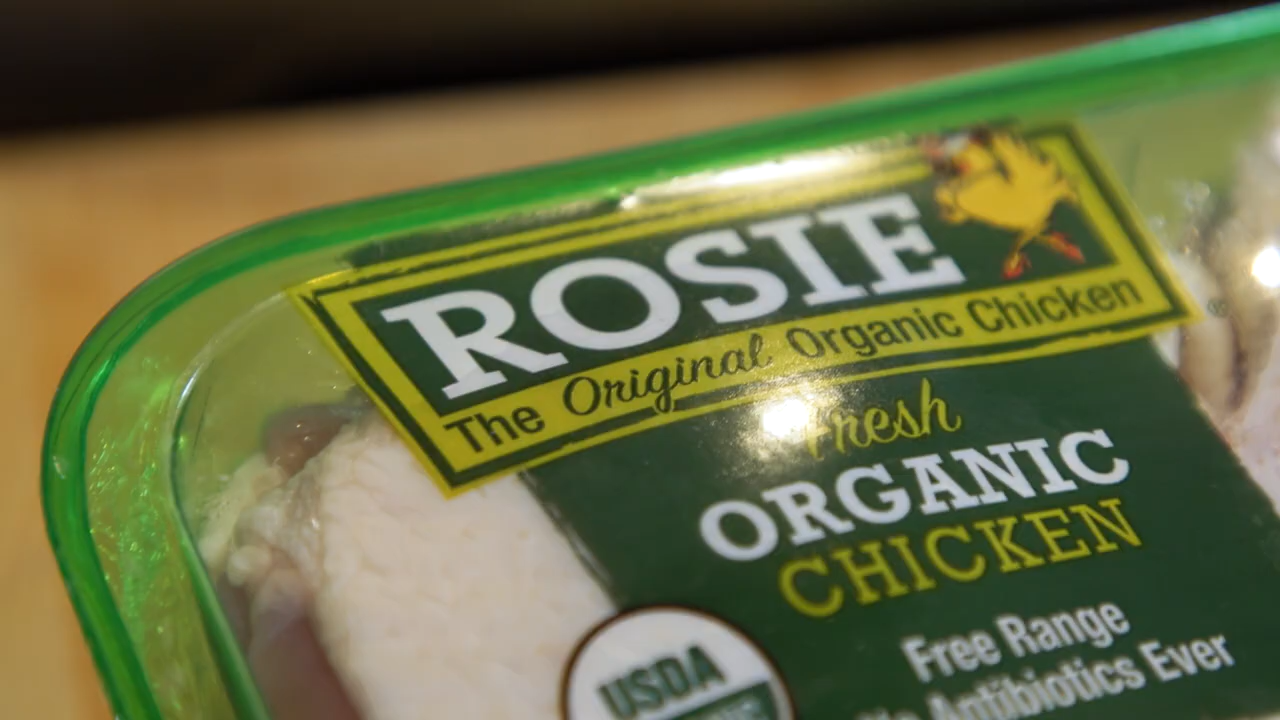 ROSIE
The Original Organic Chicken
Fresh
ORGANIC
CHICKEN
Free Range
Antibiotics Ever
USDA